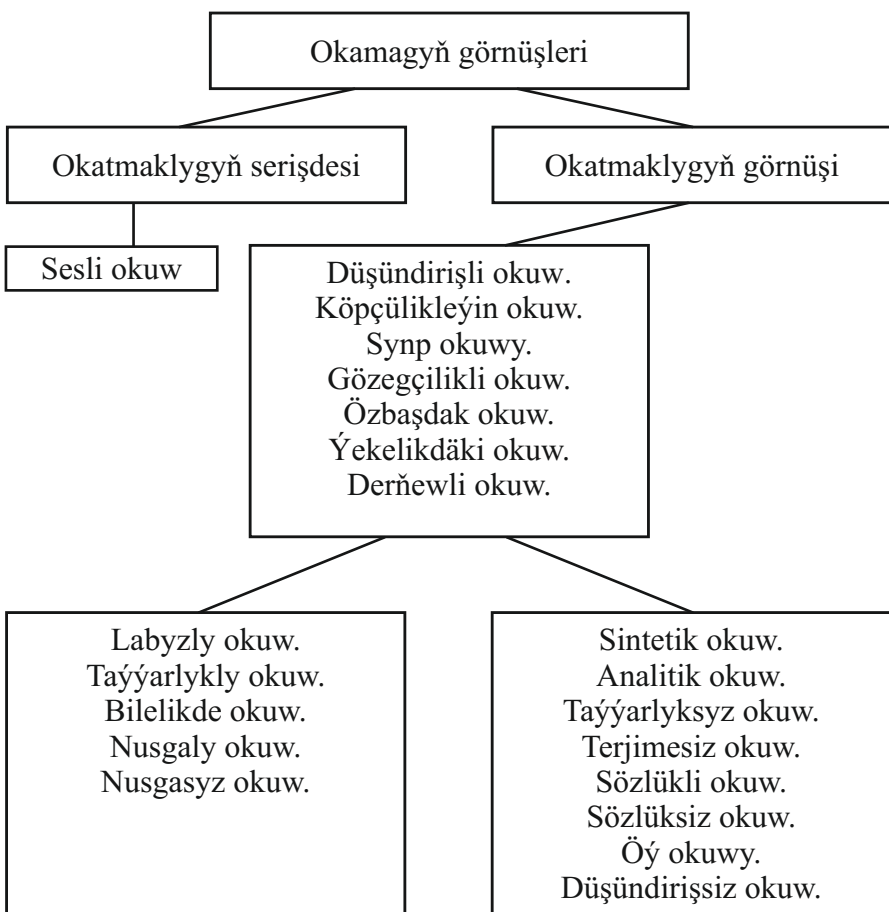 Okamagyň görnüşleri
Okatmaklygyň serişdesi
Okatmaklygyň görnüşi
Sesli okuw
Düşündirişli okuw.
Köpçülikleýin okuw.
Synp okuwy.
Gözegçilikli okuw.
Özbaşdak okuw.
Ýekelikdäki okuw.
Derňewli okuw.
Labyzly okuw.
Taýýarlykly okuw.
Bilelikde okuw.
Nusgaly okuw.
Nusgasyz okuw.
Sintetik okuw.
Analitik okuw.
Taýýarlyksyz okuw.
Terjimesiz okuw.
Sözlükli okuw.
Sözlüksiz okuw.
Öý okuwy.
Düşündirişsiz okuw.